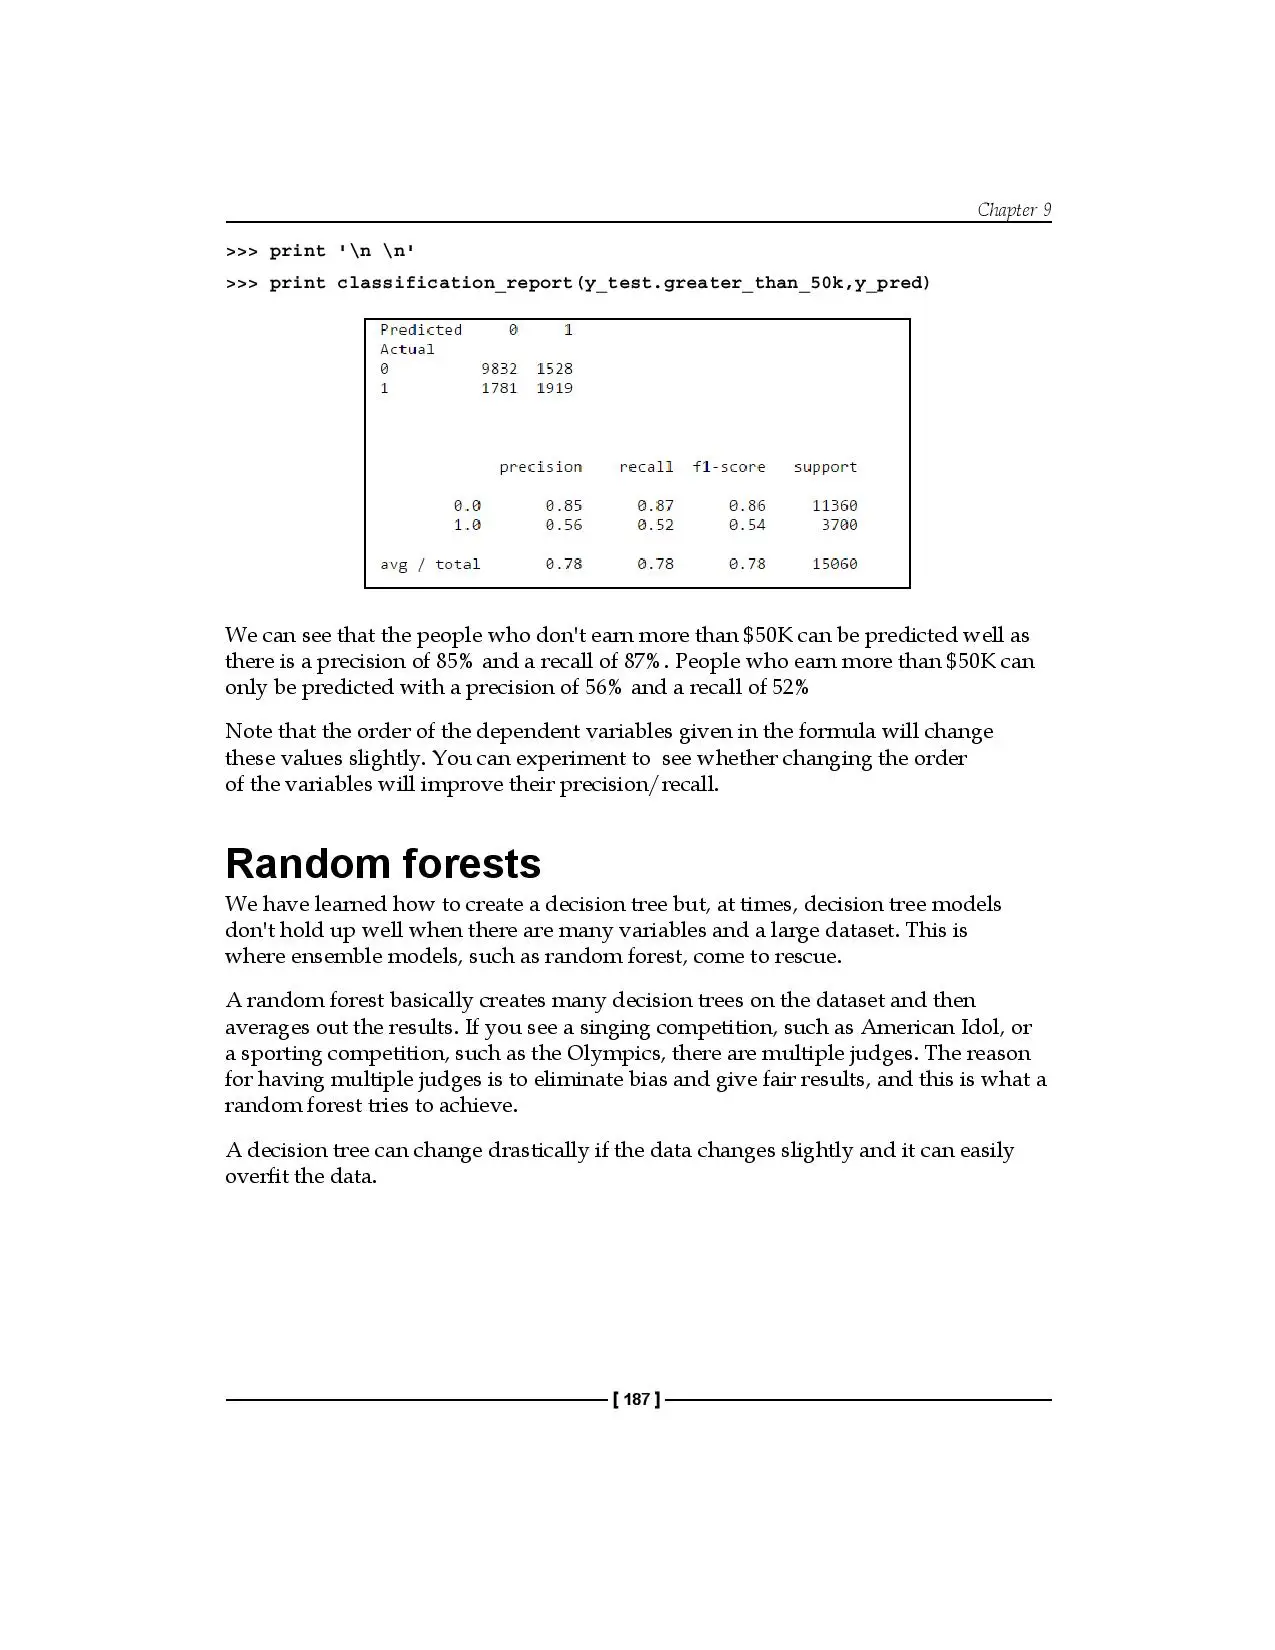 Chapter 9
>>> print '\n \n'
>>> print classification_report(y_test.greater_than_50k,y_pred)
Predicted 0 1
Actual
0 9832 1528
1 1781 1919
precision recall f1-score support
0.0 0.85 0.87 0.86 11360
1.0 0.56 0.52 0.54 3700
avg / total 0.78 0.78 0.78 15060
We can see that the people who don't earn more than $50K can be predicted well as
there is a precision of 85% and a recall of 87%. People who earn more than $50K can
only be predicted with a precision of 56% and a recall of 52%
Note that the order of the dependent variables given in the formula will change
these values slightly. You can experiment to see whether changing the order
of the variables will improve their precision/recall.
Random forests
We have learned how to create a decision tree but, at times, decision tree models
don't hold up well when there are many variables and a large dataset. This is
where ensemble models, such as random forest, come to rescue.
A random forest basically creates many decision trees on the dataset and then
averages out the results. If you see a singing competition, such as American Idol, or
a sporting competition, such as the Olympics, there are multiple judges. The reason
for having multiple judges is to eliminate bias and give fair results, and this is what a
random forest tries to achieve.
A decision tree can change drastically if the data changes slightly and it can easily
overfit the data.
[ 187 ]